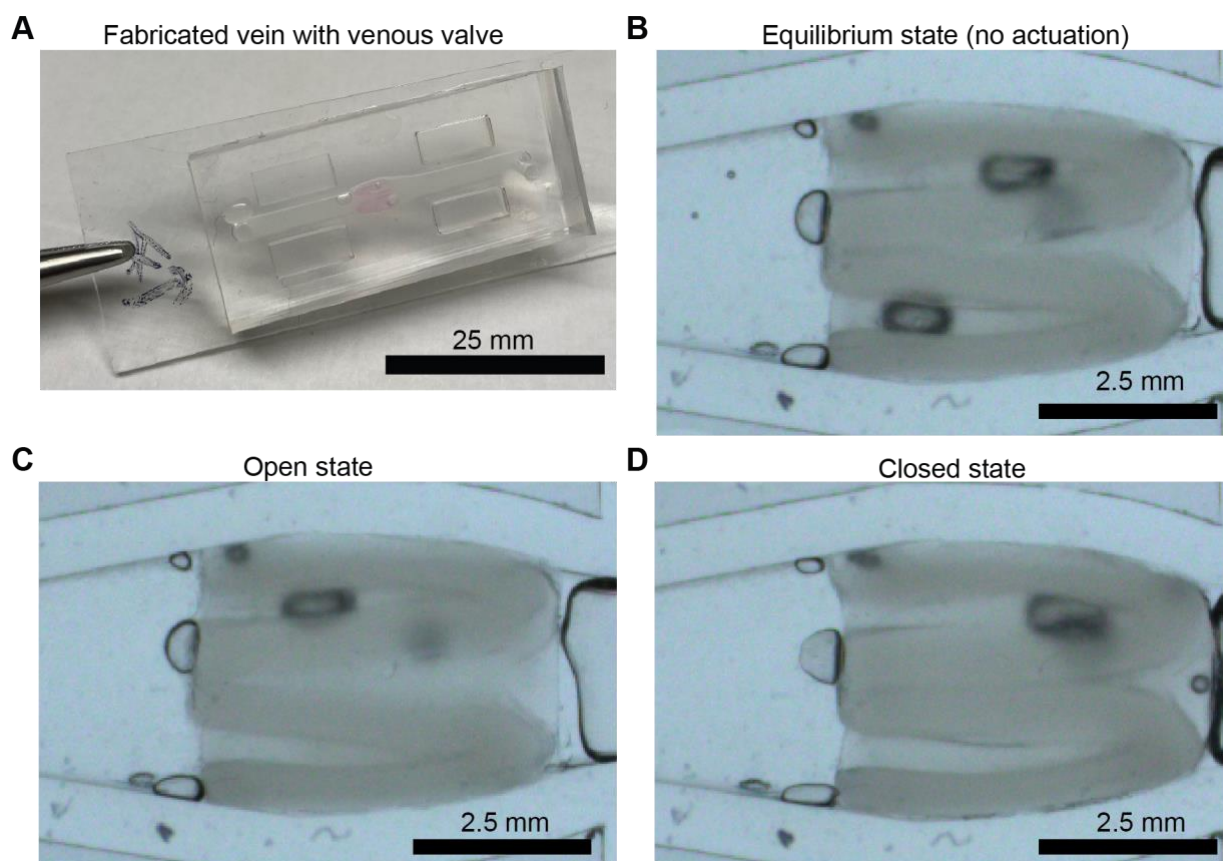 A
Fabricated vein with venous valve
25 mm
B
Equilibrium state (no actuation)
2.5 mm
C
Open state
2.5 mm
D
Closed state
2.5 mm